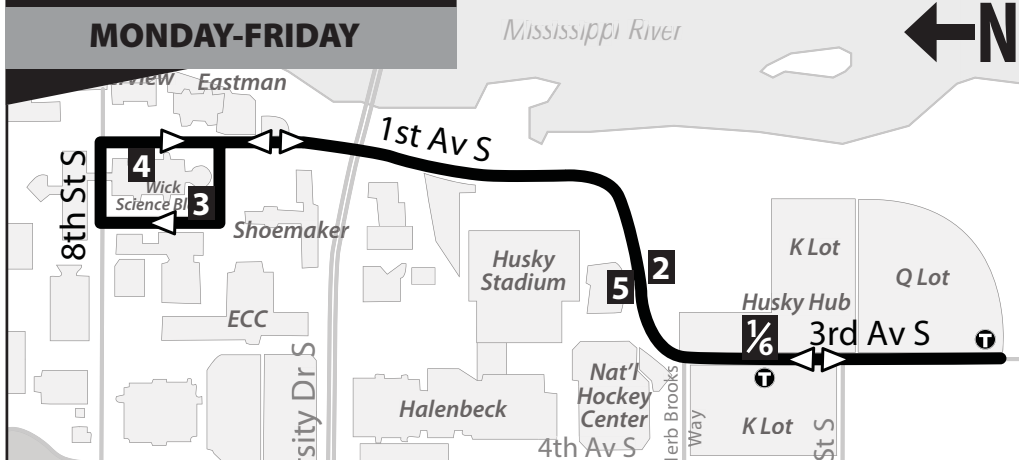 MONDAY-FRIDAY
Mississippi River
N
Eastman
1st Av S
8th St S
4
Wick
Science
3
Shoemaker
Husky
Stadium
2
5
K Lot
Q Lot
Husky Hub
1/6
3rd Av S
T
T
ECC
Dr S
Nat'l
Hockey
Center
Halenbeck
Brooks
Way
K Lot
4th Av S
St S